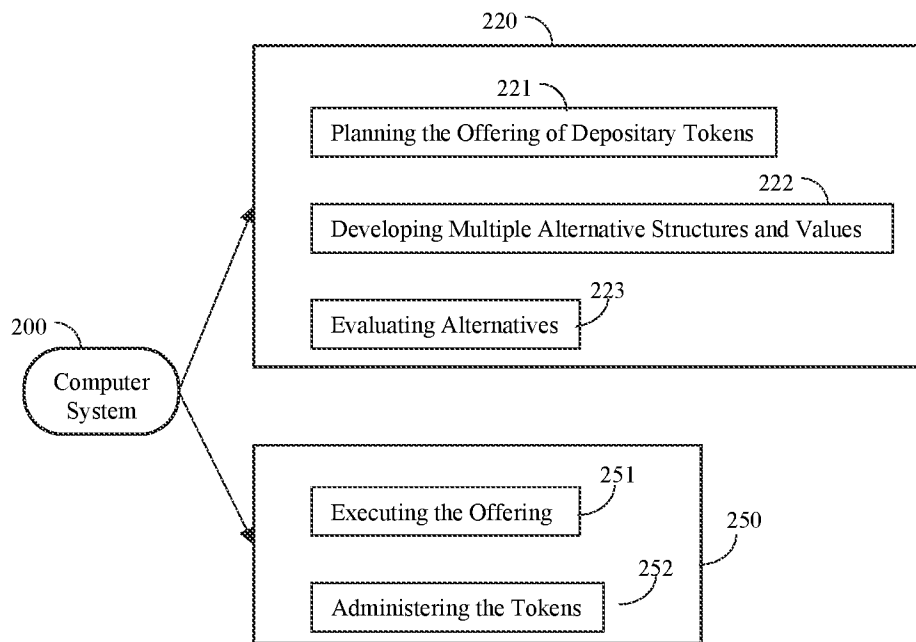 220
221
Planning the Offering of Depositary Tokens
222
Developing Multiple Alternative Structures and Values
223
Evaluating Alternatives
200
Computer
System
251
Executing the Offering
250
252
Administering the Tokens